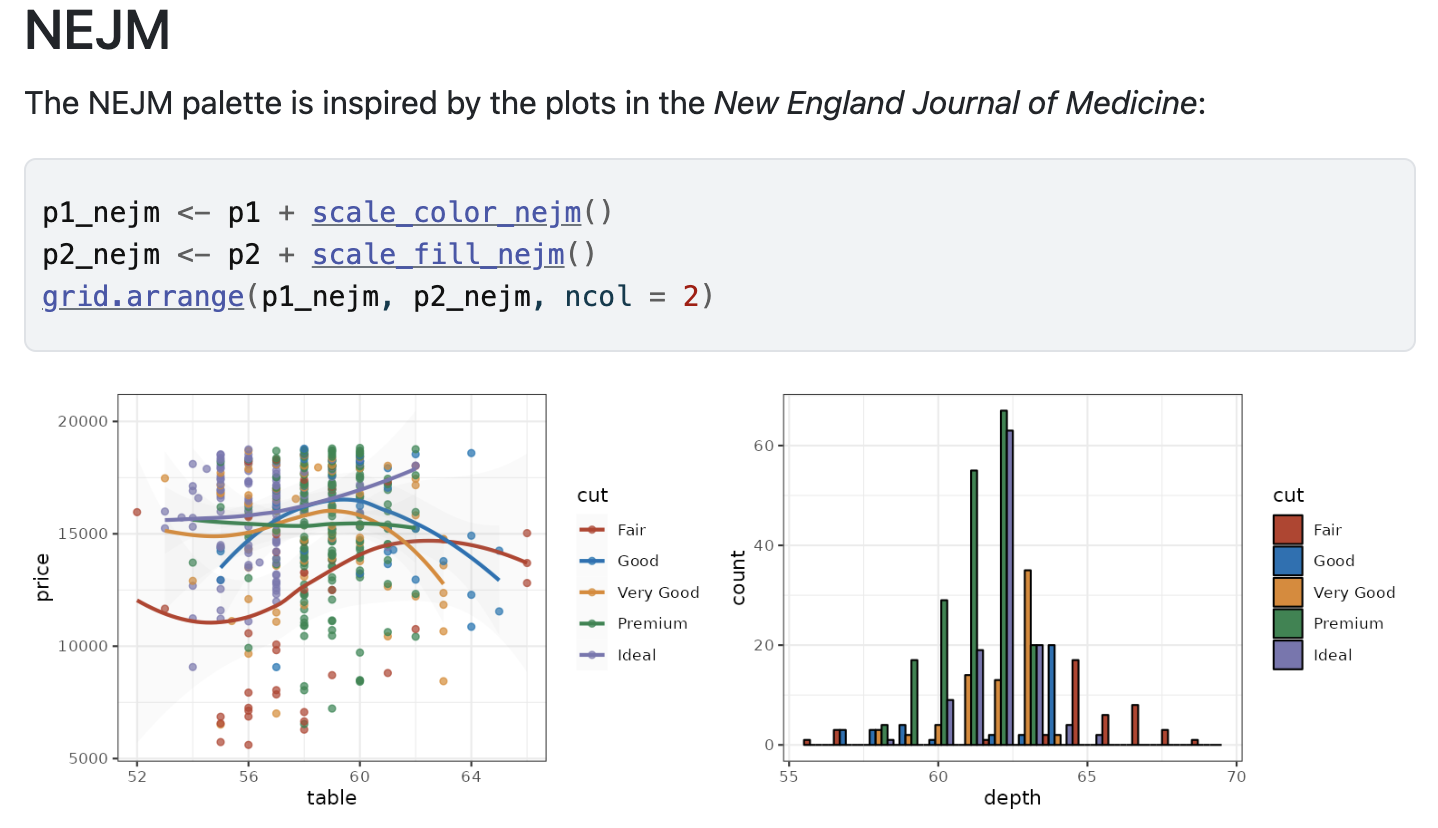 NEJM
The NEJM palette is inspired by the plots in the New England Journal of Medicine:
p1_nejm <- p1 + scale_color_nejm()
p2_nejm <- p2 + scale_fill_nejm()
grid.arrange(p1_nejm, p2_nejm, ncol = 2)
20000
15000
10000
5000
price
52 56 60 64
table
cut
Fair
Good
Very Good
Premium
Ideal
60
40
20
0
count
55 60 65 70
depth
cut
Fair
Good
Very Good
Premium
Ideal